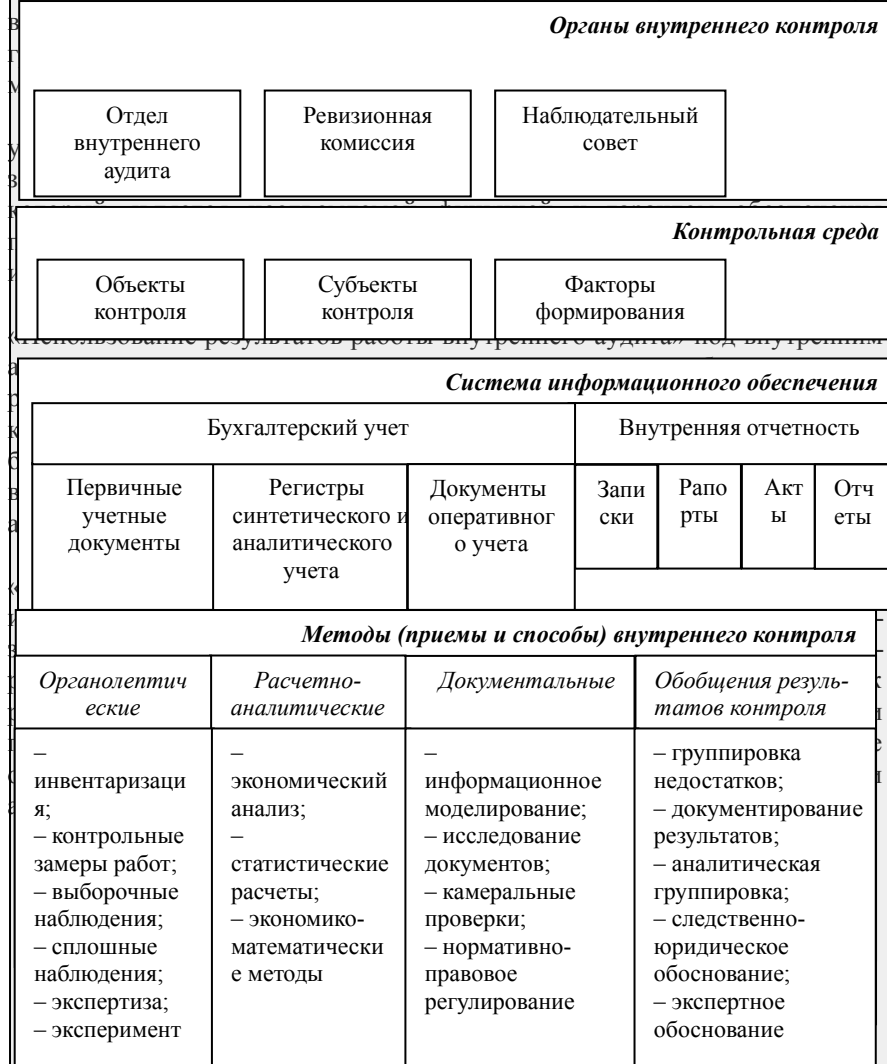 Органы внутреннего контроля
Отдел
внутреннего
аудита
Ревизионная
комиссия
Наблюдательный
совет
Контрольная среда
Объекты
контроля
Субъекты
контроля
Факторы
формирования
«Использование результатов работы внутреннего аудита» под внутренним
Система информационного обеспечения
Бухгалтерский учет
Внутренняя отчетность
Первичные
учетные
документы
Регистры
синтетического и
аналитического
учета
Документы
оперативног
о учета
Запи
ски
Рапо
рты
Акт
ы
Отч
еты
Методы (приемы и способы) внутреннего контроля
Органолептич
еские
Расчетно-
аналитические
Документальные
Обобщения резуль-
татов контроля
–
инвентаризаци
я;
– контрольные
замеры работ;
– выборочные
наблюдения;
– сплошные
наблюдения;
– экспертиза;
– эксперимент
–
экономический
анализ;
–
статистические
расчеты;
– экономико-
математически
е методы
–
информационное
моделирование;
– исследование
документов;
– камеральные
проверки;
– нормативно-
правовое
регулирование
– группировка
недостатков;
– документирование
результатов;
– аналитическая
группировка;
– следственно-
юридическое
обоснование;
– экспертное
обоснование